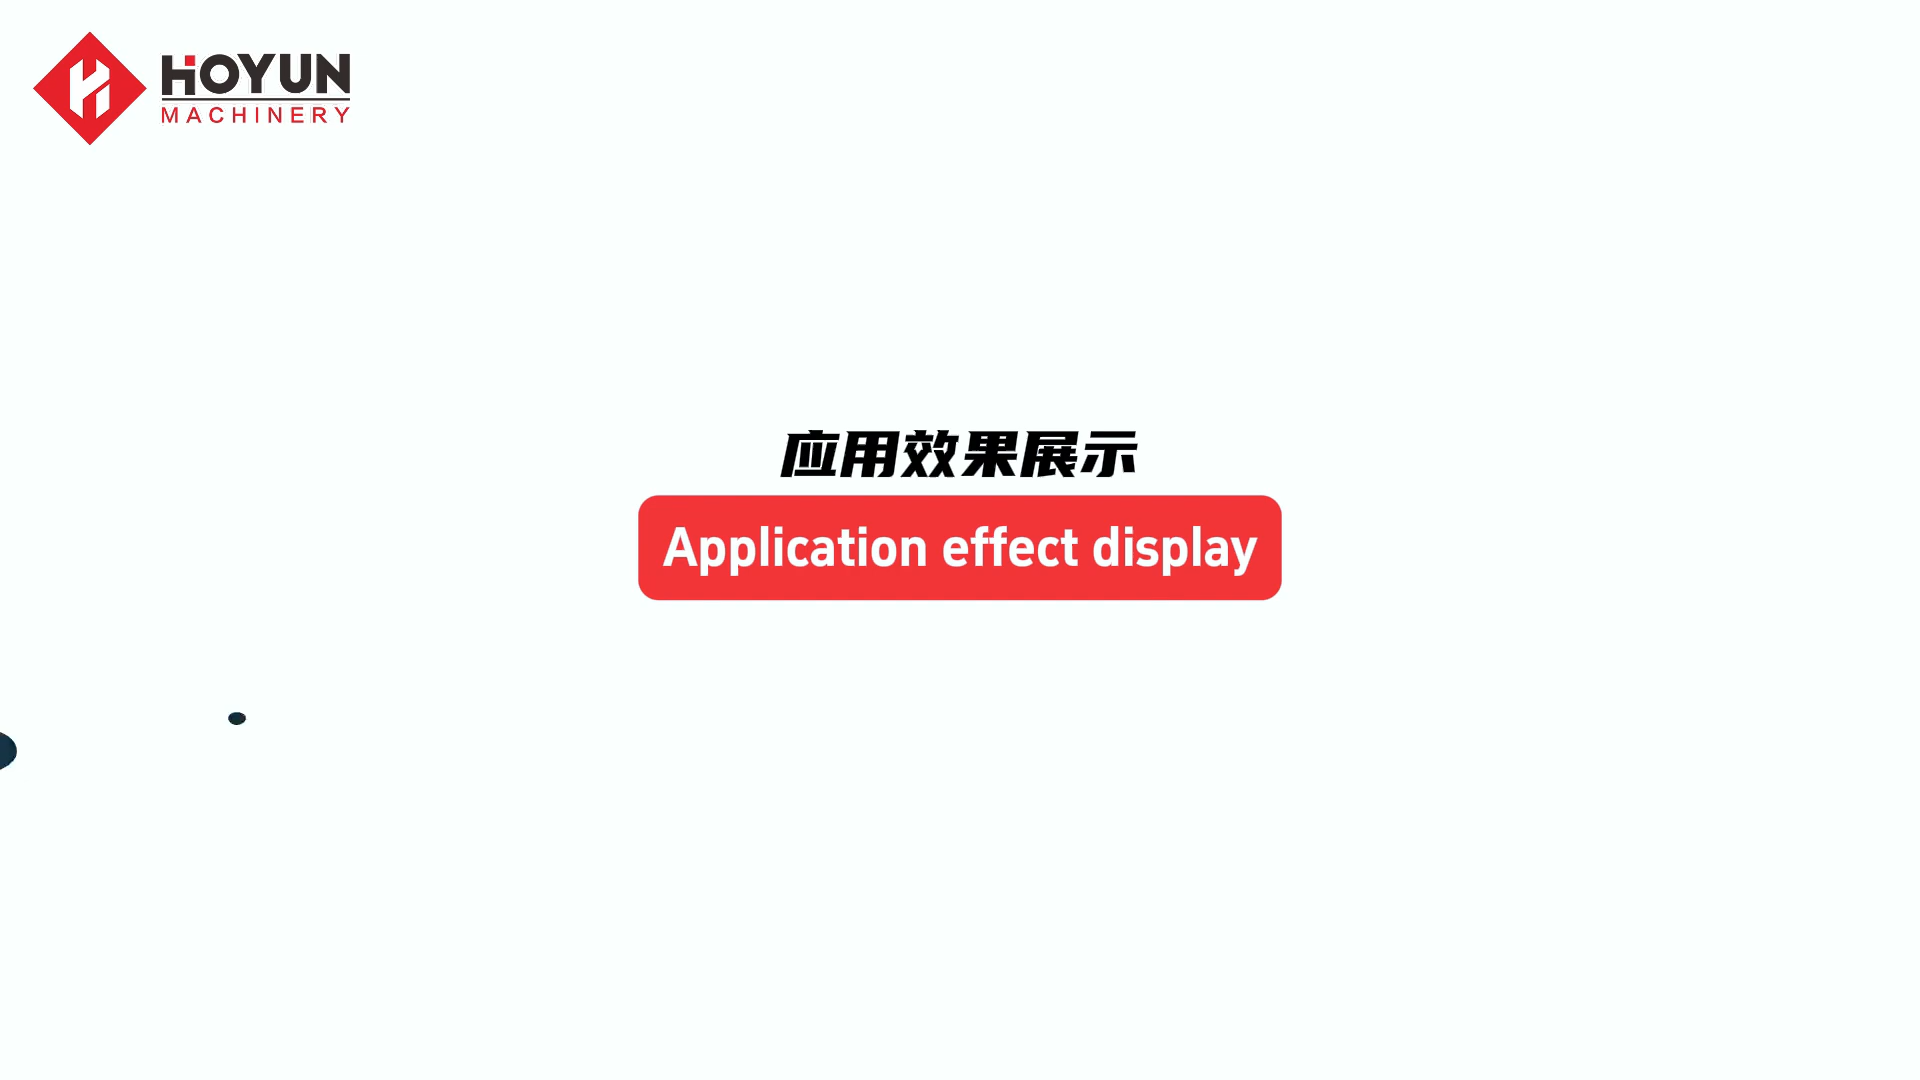 HOYUN
MACHINERY
应用效果展示
Application effect display